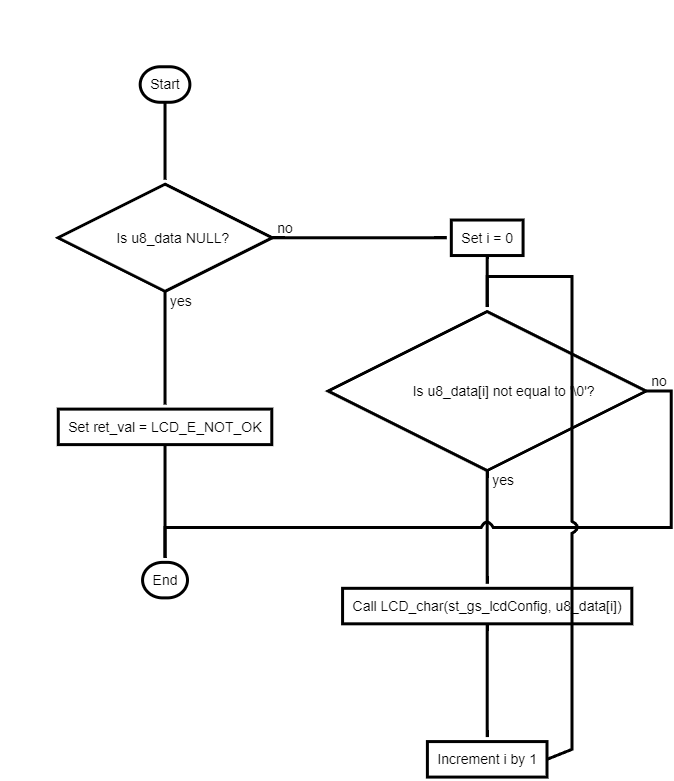 Start
Is u8_data NULL?
no
Set i = 0
yes
Is u8_data[i] not equal to '\0'?
no
Set ret_val = LCD_E_NOT_OK
yes
End
Call LCD_char(st_gs_lcdConfig, u8_data[i])
Increment i by 1